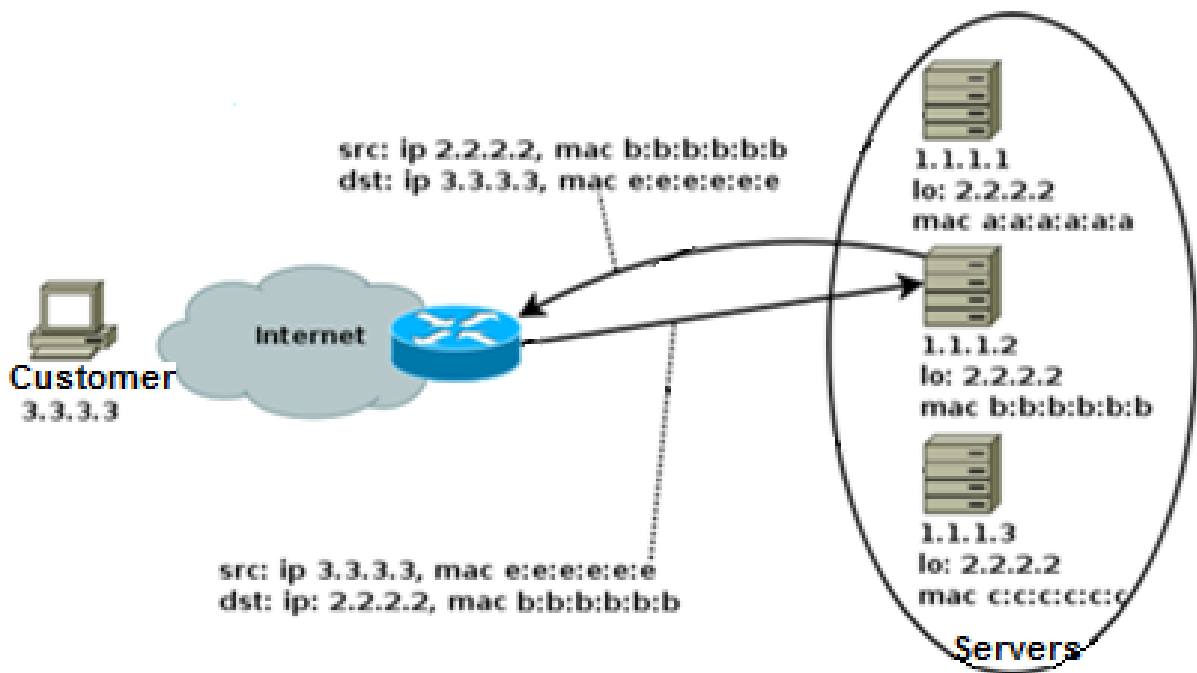 src: ip 2.2.2.2, mac b:b:b:b:b:b
dst: ip 3.3.3.3, mac e:e:e:e:e:e
1.1.1.1
lo: 2.2.2.2
mac a:a:a:a:a:a
Internet
Customer
3.3.3.3
1.1.1.2
lo: 2.2.2.2
mac b:b:b:b:b:b
src: ip 3.3.3.3, mac e:e:e:e:e:e
dst: ip: 2.2.2.2, mac b:b:b:b:b:b
1.1.1.3
lo: 2.2.2.2
mac c:c:c:c:c:c
Servers